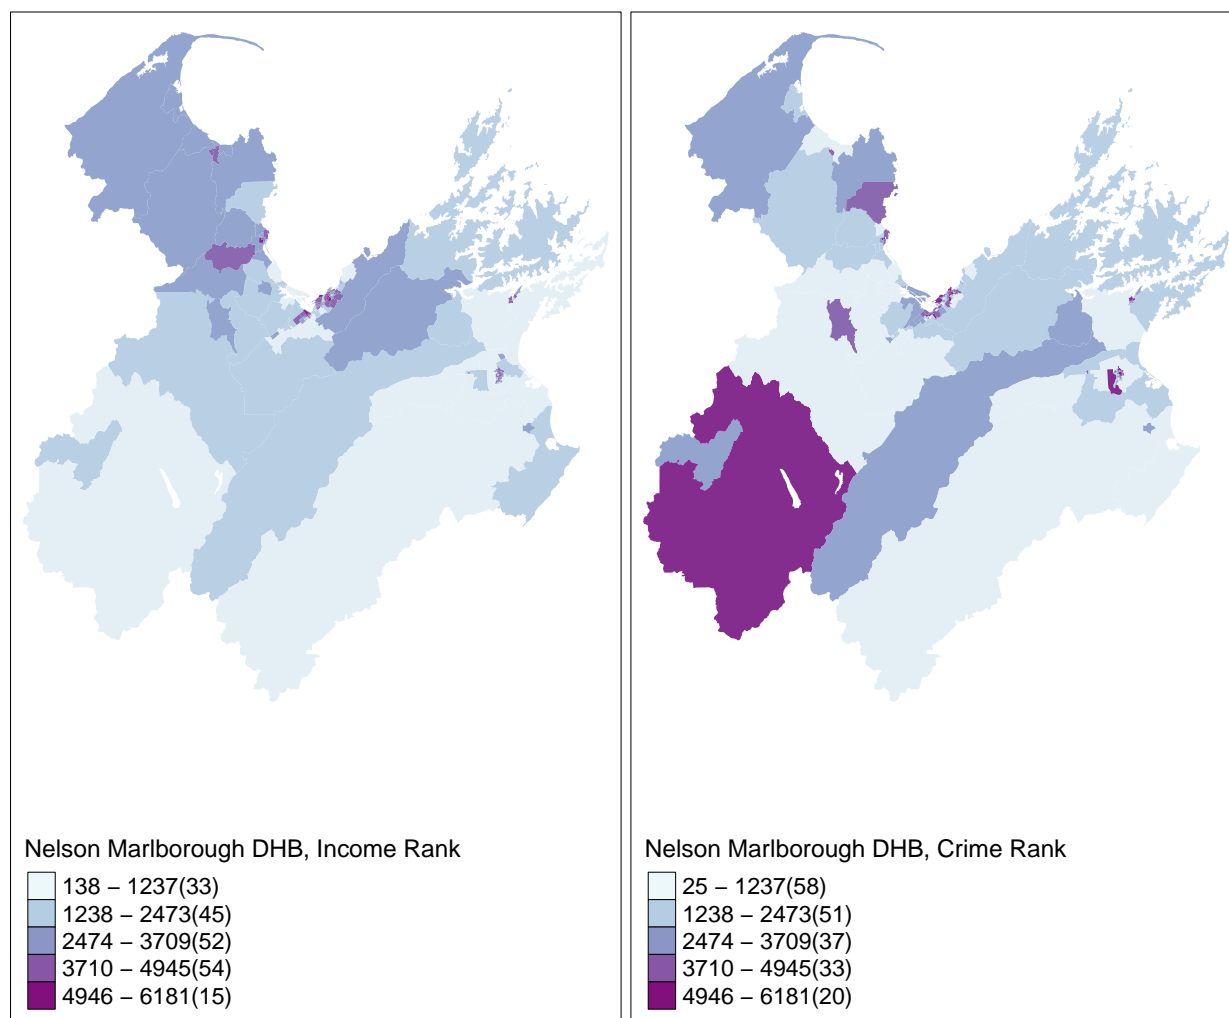 Nelson Marlborough DHB, Income Rank
138 − 1237(33)
1238 − 2473(45)
2474 − 3709(52)
3710 − 4945(54)
4946 − 6181(15)
Nelson Marlborough DHB, Crime Rank
25 − 1237(58)
1238 − 2473(51)
2474 − 3709(37)
3710 − 4945(33)
4946 − 6181(20)